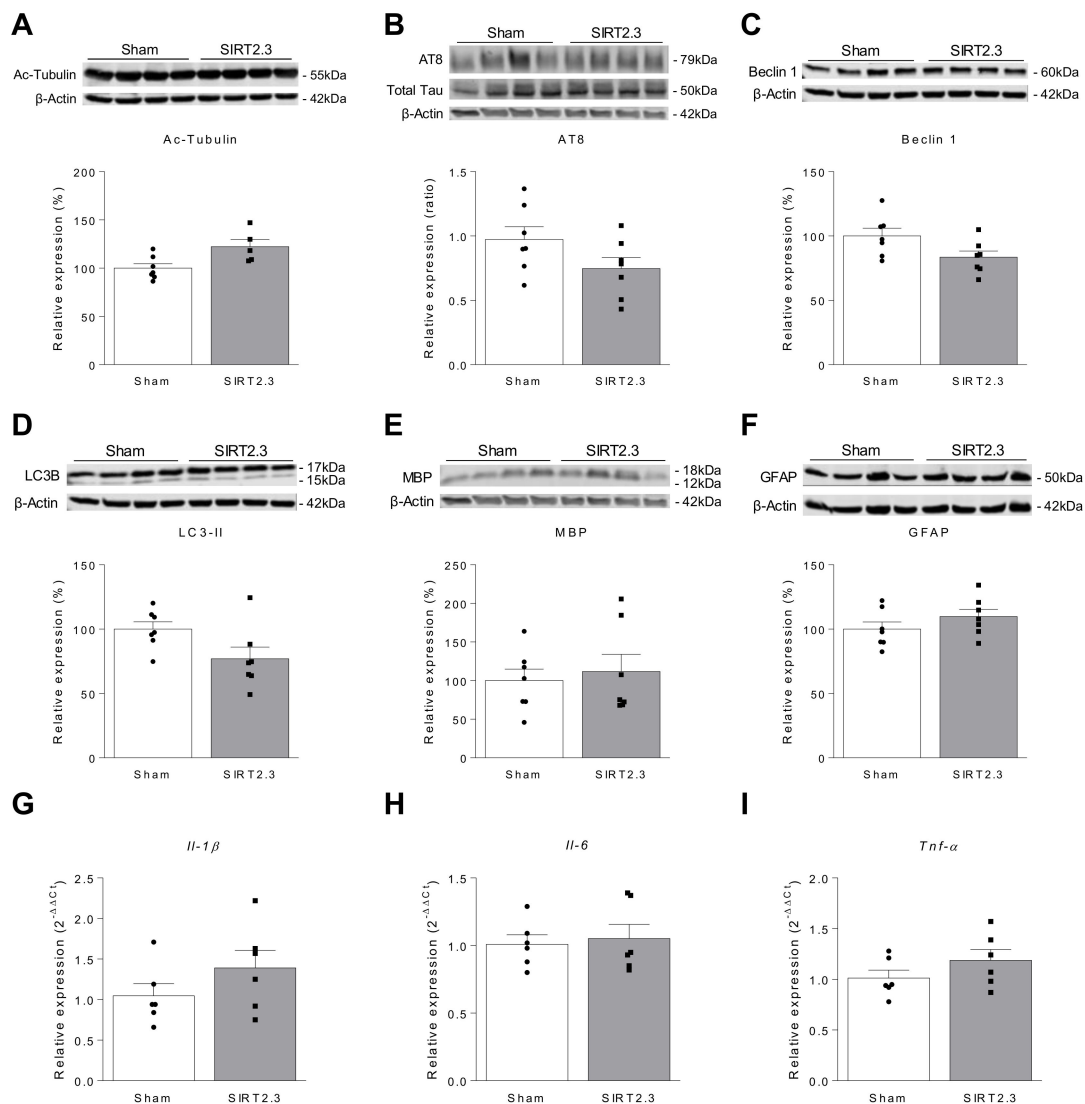 A
Sham SIRT2.3
Ac-Tubulin - 55kDa
β-Actin - 42kDa
Ac-Tubulin
Relative expression (%)
200
150
100
50
0
Sham SIRT2.3
B
Sham SIRT2.3
AT8 - 79kDa
Total Tau - 50kDa
β-Actin - 42kDa
AT8
Relative expression (ratio)
1.5
1.0
0.5
0.0
Sham SIRT2.3
C
Sham SIRT2.3
Beclin 1 - 60kDa
β-Actin - 42kDa
Beclin 1
Relative expression (%)
150
100
50
0
Sham SIRT2.3
D
Sham SIRT2.3
LC3B - 17kDa
- 15kDa
β-Actin - 42kDa
LC3-II
Relative expression (%)
150
100
50
0
Sham SIRT2.3
E
Sham SIRT2.3
MBP - 18kDa
- 12kDa
β-Actin - 42kDa
MBP
Relative expression (%)
250
200
150
100
50
0
Sham SIRT2.3
F
Sham SIRT2.3
GFAP - 50kDa
β-Actin - 42kDa
GFAP
Relative expression (%)
150
100
50
0
Sham SIRT2.3
G
Il-1β
Relative expression (2^-ΔΔCt)
2.5
2.0
1.5
1.0
0.5
0.0
Sham SIRT2.3
H
Il-6
Relative expression (2^-ΔΔCt)
1.5
1.0
0.5
0.0
Sham SIRT2.3
I
Tnf-α
Relative expression (2^-ΔΔCt)
2.0
1.5
1.0
0.5
0.0
Sham SIRT2.3